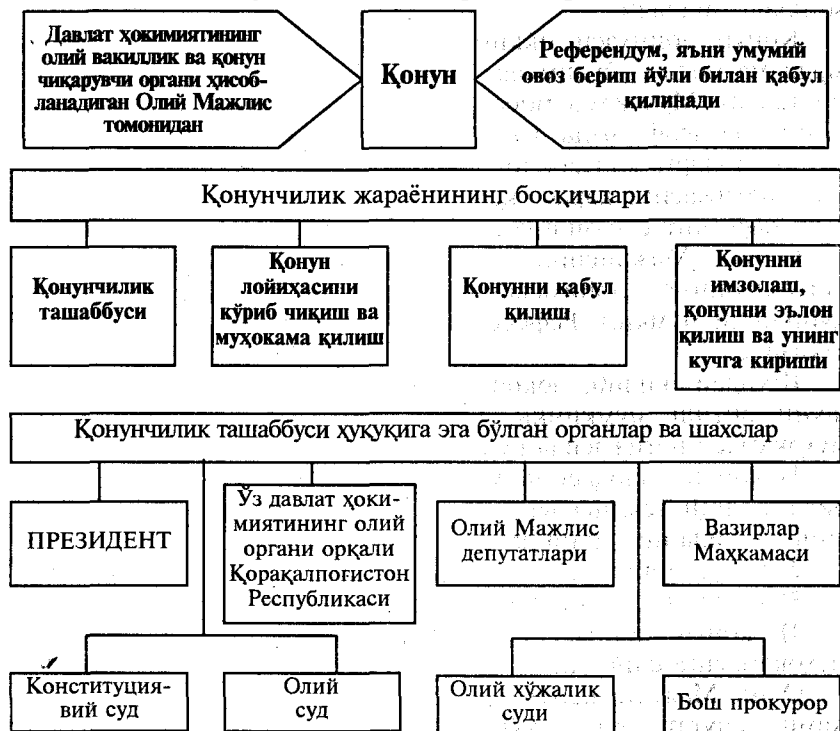 Давлат ҳокимиятининг
олий вакиллик ва қонун
чиқарувчи органи ҳисоб-
ланадиган Олий Мажлис
томонидан
Қонун
Референдум, яъни умумий
овоз бериш йўли билан қабул
қилинади
Қонунчилик жараёнининг босқичлари
Қонунчилик
ташаббуси
Қонун
лойиҳасини
кўриб чиқиш ва
муҳокама қилиш
Қонунни қабул
қилиш
Қонунни
имзолаш,
қонунни эълон
қилиш ва унинг
кучга кириши
Қонунчилик ташаббуси ҳуқуқига эга бўлган органлар ва шахслар
ПРЕЗИДЕНТ
Ўз давлат ҳоки-
миятининг олий
органи орқали
Қорақалпоғистон
Республикаси
Олий Мажлис
депутатлари
Вазирлар
Маҳкамаси
Конституция-
вий суд
Олий
суд
Олий хўжалик
суди
Бош прокурор